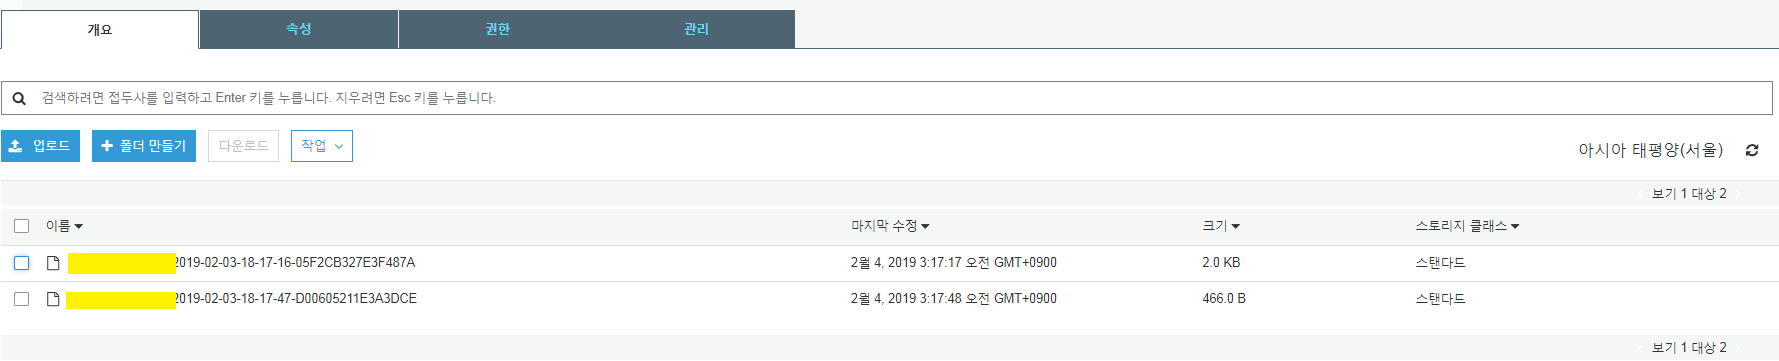 개요 속성 권한 관리
검색하려면 접두사를 입력하고 Enter 키를 누릅니다. 지우려면 Esc 키를 누릅니다.
업로드 폴더 만들기 다운로드 작업
아시아 태평양(서울)
보기 1 대상 2
이름 마지막 수정 크기 스토리지 클래스
2019-02-03-18-17-16-05F2CB327E3F487A 2월 4, 2019 3:17:17 오전 GMT+0900 2.0 KB 스탠다드
2019-02-03-18-17-47-D00605211E3A3DCE 2월 4, 2019 3:17:48 오전 GMT+0900 466.0 B 스탠다드
보기 1 대상 2